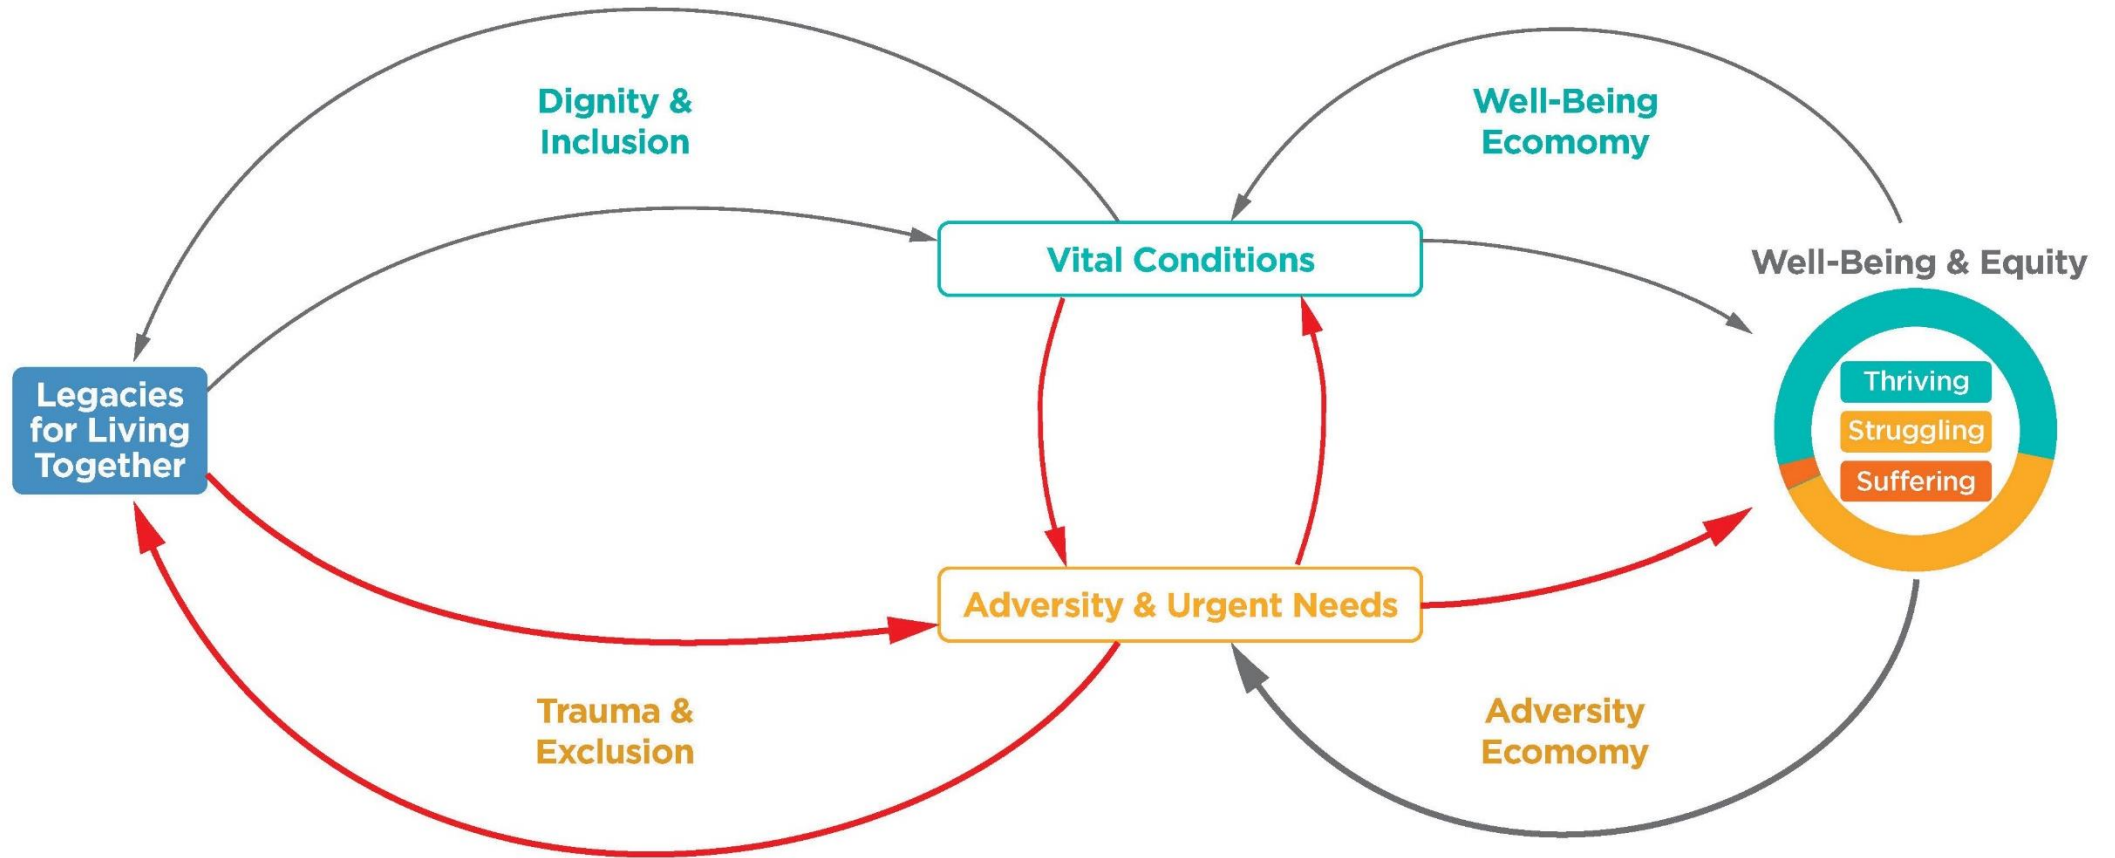 Dignity &
Inclusion
Well-Being
Ecomomy
Vital Conditions
Well-Being & Equity
Legacies
for Living
Together
Thriving
Struggling
Suffering
Adversity & Urgent Needs
Trauma &
Exclusion
Adversity
Ecomomy